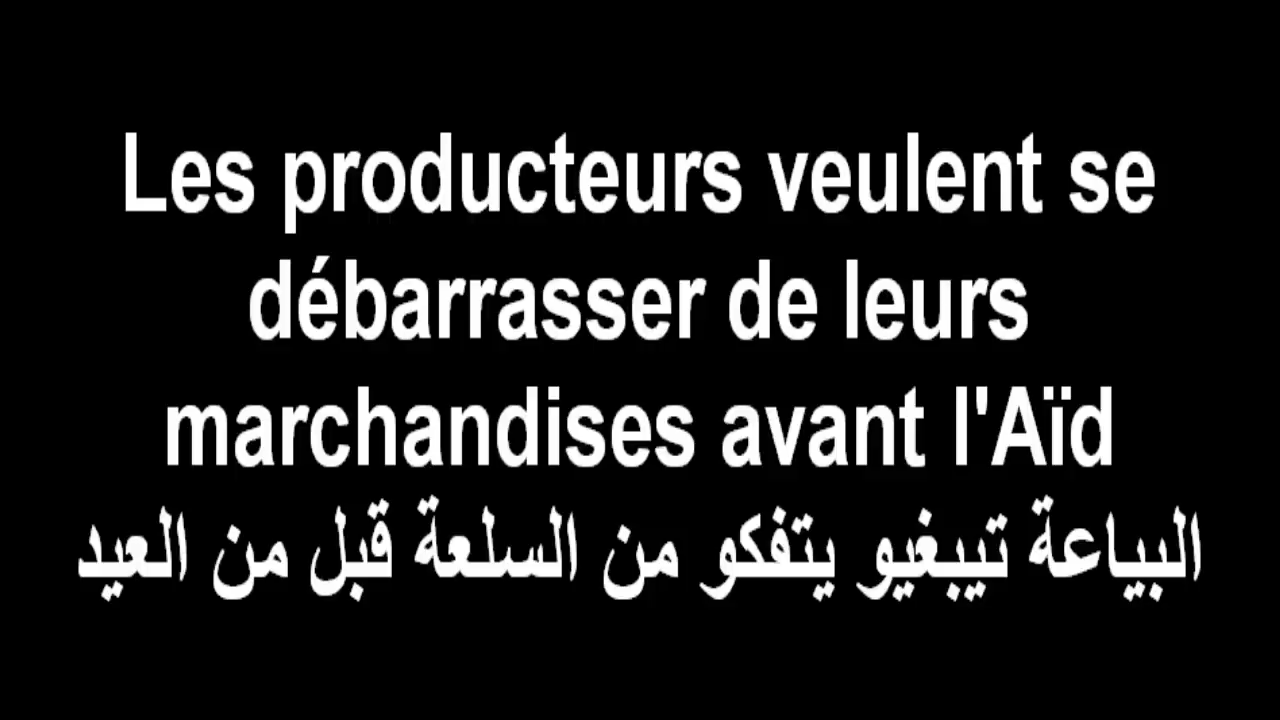 Les producteurs veulent se
débarrasser de leurs
marchandises avant l'Aïd
البياعة تيبغيو يتفكو من السلعة قبل من العيد